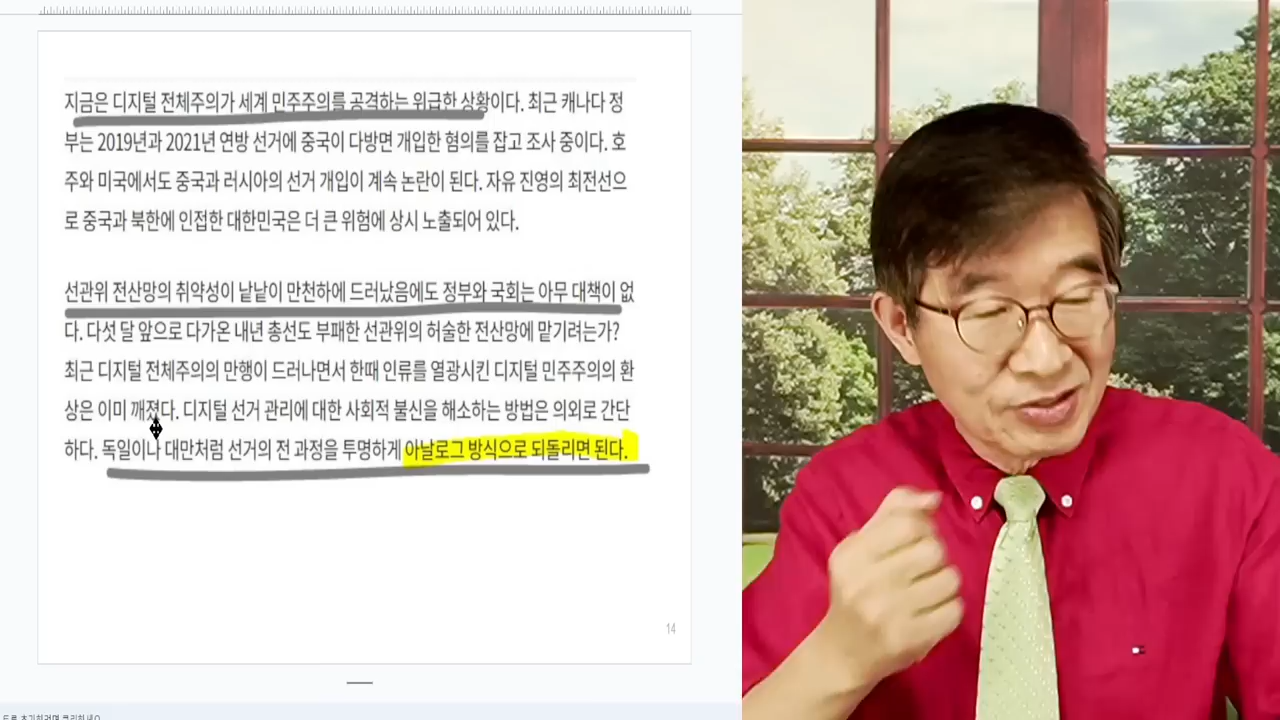 지금은 디지털 전체주의가 세계 민주주의를 공격하는 위급한 상황이다. 최근 캐나다 정
부는 2019년과 2021년 연방 선거에 중국이 다방면 개입한 혐의를 잡고 조사 중이다. 호
주와 미국에서도 중국과 러시아의 선거 개입이 계속 논란이 된다. 자유 진영의 최전선으
로 중국과 북한에 인접한 대한민국은 더 큰 위험에 상시 노출되어 있다.
선관위 전산망의 취약성이 낱낱이 만천하에 드러났음에도 정부와 국회는 아무 대책이 없
다. 다섯 달 앞으로 다가온 내년 총선도 부패한 선관위의 허술한 전산망에 맡기려는가?
최근 디지털 전체주의의 만행이 드러나면서 한때 인류를 열광시킨 디지털 민주주의의 환
상은 이미 깨졌다. 디지털 선거 관리에 대한 사회적 불신을 해소하는 방법은 의외로 간단
하다. 독일이나 대만처럼 선거의 전 과정을 투명하게 아날로그 방식으로 되돌리면 된다.
14